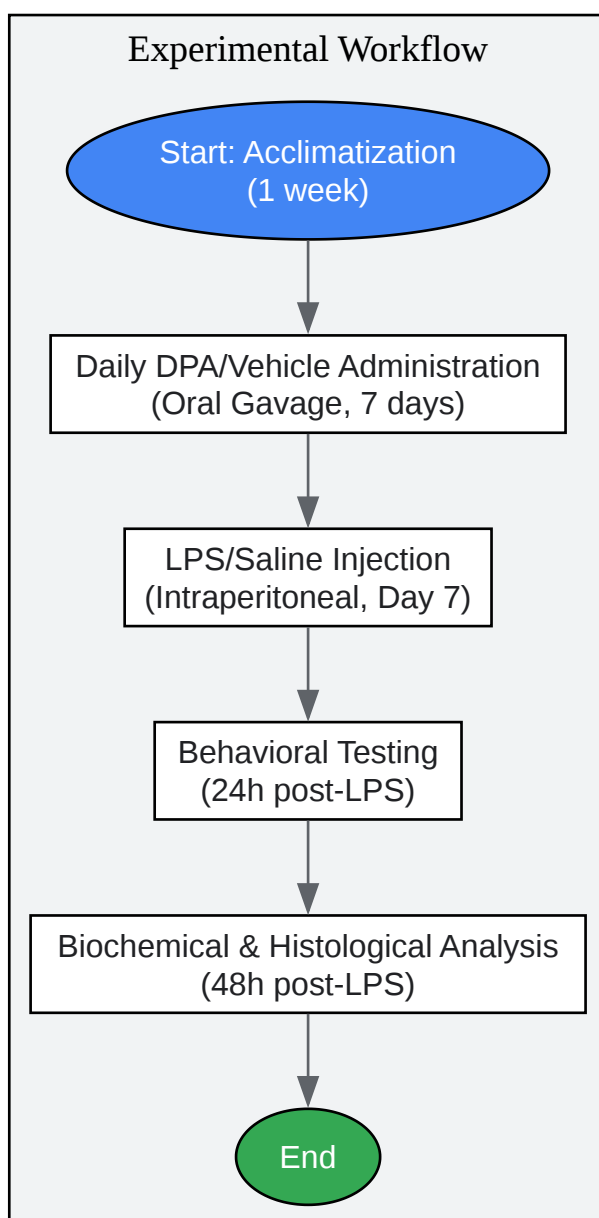 Experimental Workflow
Start: Acclimatization
(1 week)
Daily DPA/Vehicle Administration
(Oral Gavage, 7 days)
LPS/Saline Injection
(Intraperitoneal, Day 7)
Behavioral Testing
(24h post-LPS)
Biochemical & Histological Analysis
(48h post-LPS)
End